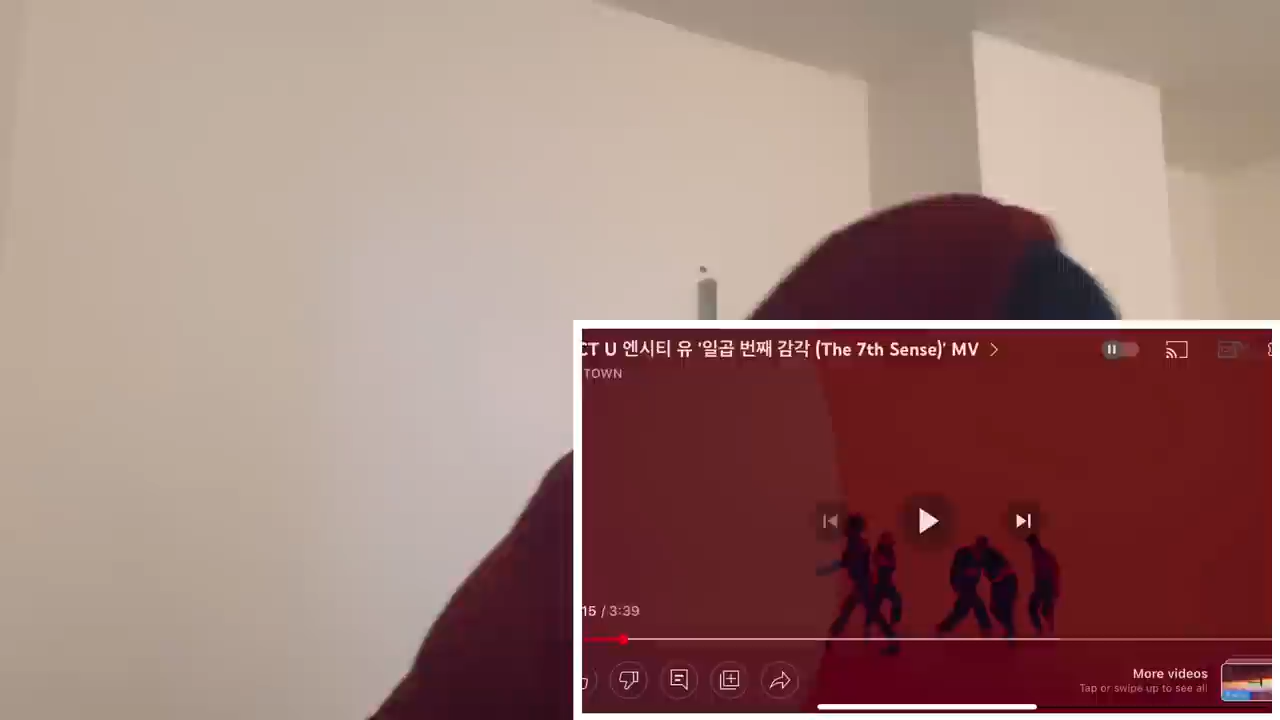 CT U 엔시티 유 '일곱 번째 감각 (The 7th Sense)' MV
TOWN
15 / 3:39
More videos
Tap or swipe up to see all